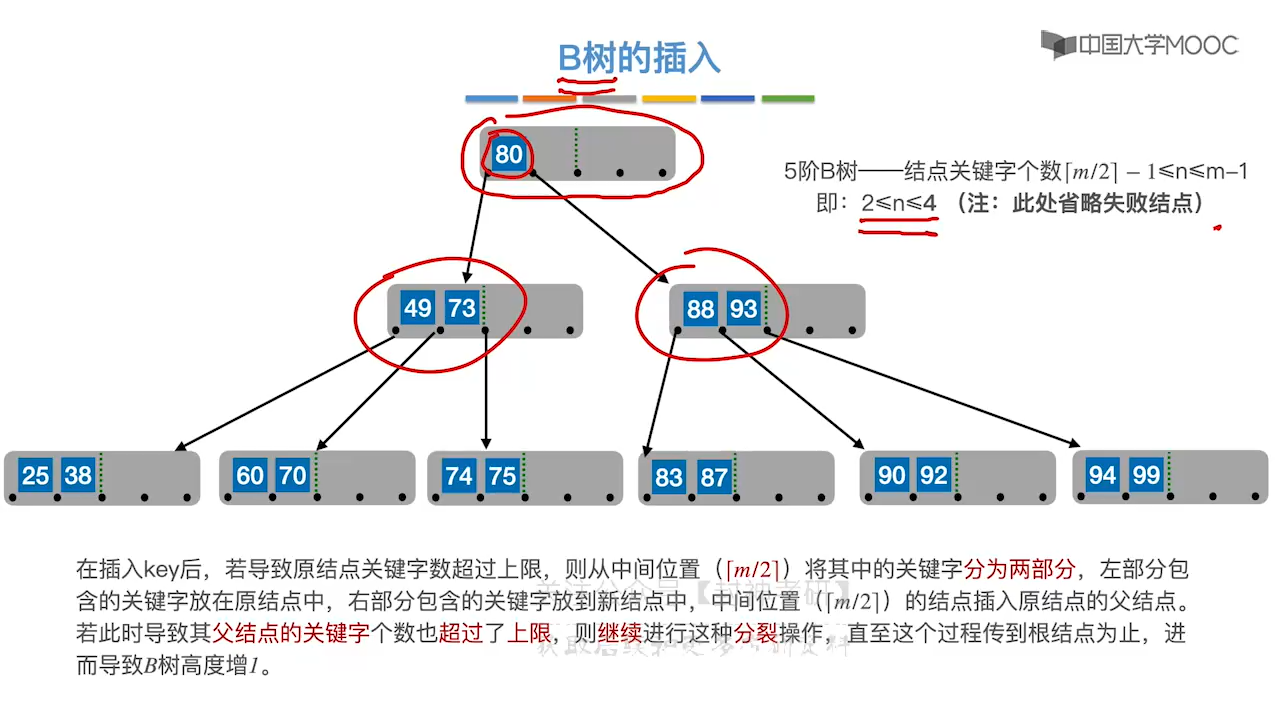 中国大学MOOC
B树的插入
80
5阶B树——结点关键字个数⌈m/2⌉ − 1≤n≤m–1
即：2≤n≤4 （注：此处省略失败结点）
49 73
88 93
25 38
60 70
74 75
83 87
90 92
94 99
在插入key后，若导致原结点关键字数超过上限，则从中间位置（⌈m/2⌉）将其中的关键字分为两部分，左部分包
含的关键字放在原结点中，右部分包含的关键字放到新结点中，中间位置（⌈m/2⌉）的结点插入原结点的父结点。
若此时导致其父结点的关键字个数也超过了上限，则继续进行这种分裂操作，直至这个过程传到根结点为止，进
而导致B树高度增1。